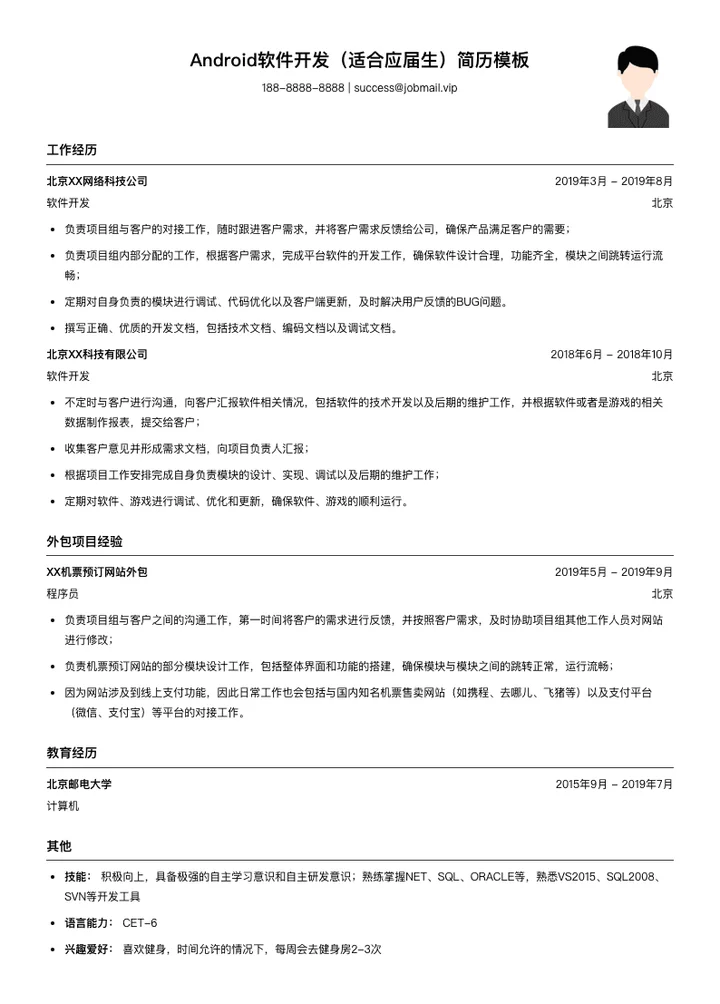 Android软件开发（适合应届生）简历模板
188-8888-8888 | success@jobmail.vip
工作经历
北京XX网络科技公司 2019年3月 – 2019年8月
软件开发 北京
• 负责项目组与客户的对接工作，随时跟进客户需求，并将客户需求反馈给公司，确保产品满足客户的需要；
• 负责项目组内部分配的工作，根据客户需求，完成平台软件的开发工作，确保软件设计合理，功能齐全，模块之间跳转运行流
畅；
• 定期对自身负责的模块进行调试、代码优化以及客户端更新，及时解决用户反馈的BUG问题。
• 撰写正确、优质的开发文档，包括技术文档、编码文档以及调试文档。
北京XX科技有限公司 2018年6月 – 2018年10月
软件开发 北京
• 不定时与客户进行沟通，向客户汇报软件相关情况，包括软件的技术开发以及后期的维护工作，并根据软件或者是游戏的相关
数据制作报表，提交给客户；
• 收集客户意见并形成需求文档，向项目负责人汇报；
• 根据项目工作安排完成自身负责模块的设计、实现、调试以及后期的维护工作；
• 定期对软件、游戏进行调试、优化和更新，确保软件、游戏的顺利运行。
外包项目经验
XX机票预订网站外包 2019年5月 – 2019年9月
程序员 北京
• 负责项目组与客户之间的沟通工作，第一时间将客户的需求进行反馈，并按照客户需求，及时协助项目组其他工作人员对网站
进行修改；
• 负责机票预订网站的部分模块设计工作，包括整体界面和功能的搭建，确保模块与模块之间的跳转正常，运行流畅；
• 因为网站涉及到线上支付功能，因此日常工作也会包括与国内知名机票售卖网站（如携程、去哪儿、飞猪等）以及支付平台
（微信、支付宝）等平台的对接工作。
教育经历
北京邮电大学 2015年9月 – 2019年7月
计算机
其他
• 技能： 积极向上，具备极强的自主学习意识和自主研发意识；熟练掌握NET、SQL、ORACLE等，熟悉VS2015、SQL2008、
SVN等开发工具
• 语言能力： CET-6
• 兴趣爱好： 喜欢健身，时间允许的情况下，每周会去健身房2-3次